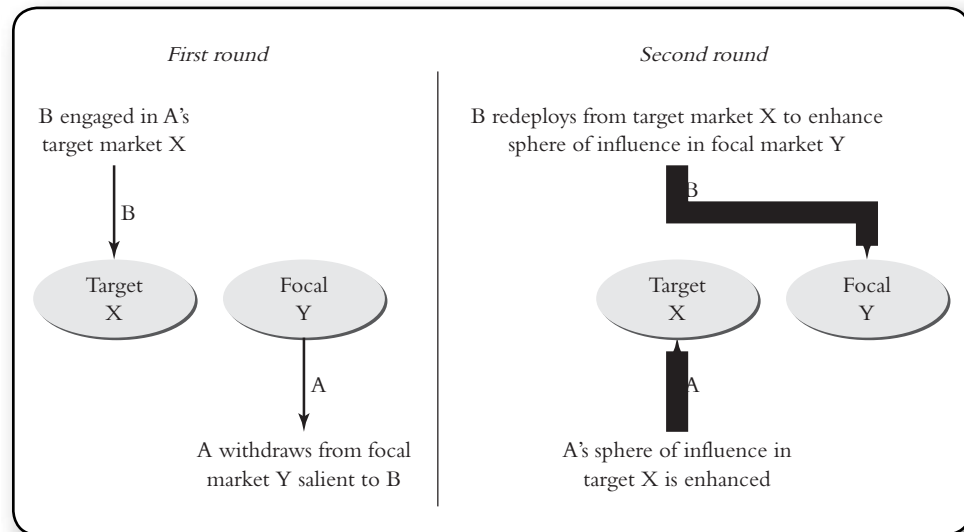 First round
B engaged in A's
target market X
B
Target
X
Focal
Y
A
A withdraws from focal
market Y salient to B
Second round
B redeploys from target market X to enhance
sphere of influence in focal market Y
B
Target
X
Focal
Y
A
A's sphere of influence in
target X is enhanced